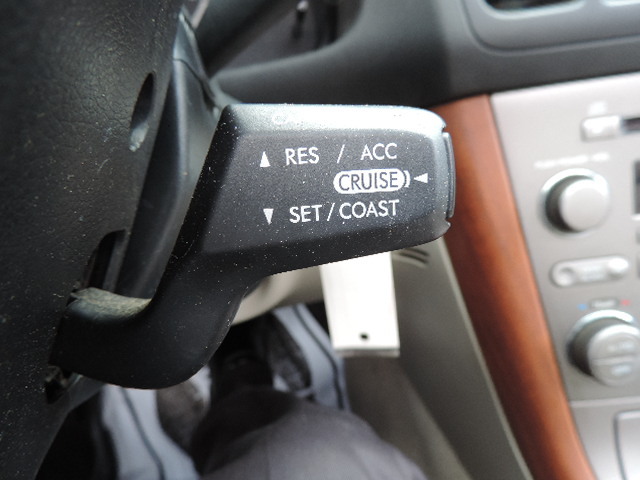 ▲ RES / ACC
CRUISE
▼ SET / COAST